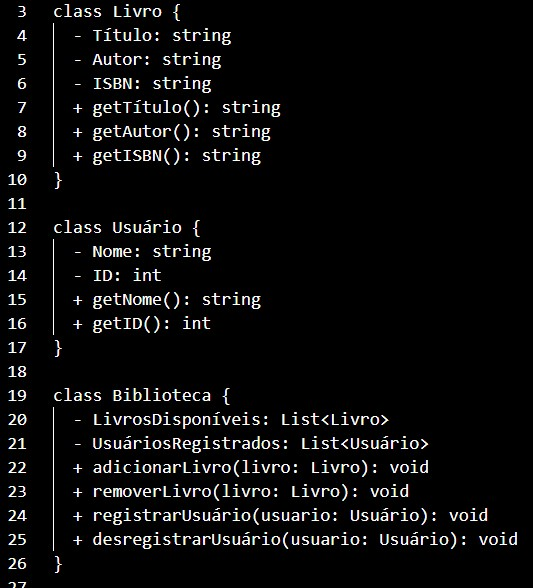 3 class Livro {
4 - Título: string
5 - Autor: string
6 - ISBN: string
7 + getTítulo(): string
8 + getAutor(): string
9 + getISBN(): string
10 }
11
12 class Usuário {
13 - Nome: string
14 - ID: int
15 + getNome(): string
16 + getID(): int
17 }
18
19 class Biblioteca {
20 - LivrosDisponíveis: List<Livro>
21 - UsuáriosRegistrados: List<Usuário>
22 + adicionarLivro(livro: Livro): void
23 + removerLivro(livro: Livro): void
24 + registrarUsuário(usuario: Usuário): void
25 + desregistrarUsuário(usuario: Usuário): void
26 }
27